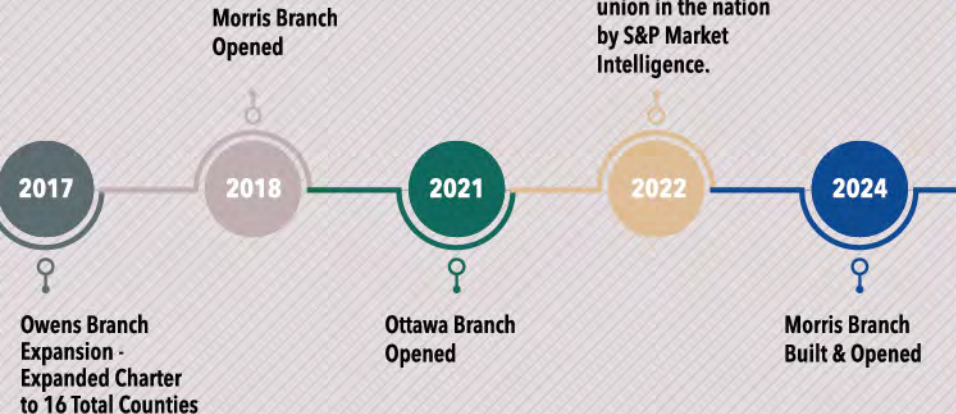 Morris Branch
Opened
union in the nation
by S&P Market
Intelligence.
2017
2018
2021
2022
2024
Owens Branch
Expansion -
Expanded Charter
to 16 Total Counties
Ottawa Branch
Opened
Morris Branch
Built & Opened